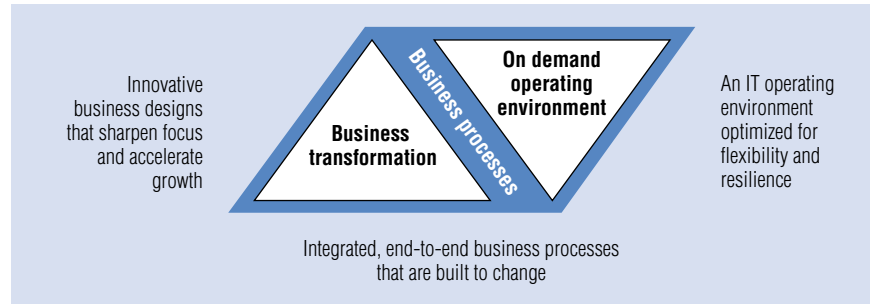 Innovative
business designs
that sharpen focus
and accelerate
growth
Business
transformation
Business processes
On demand
operating
environment
An IT operating
environment
optimized for
flexibility and
resilience
Integrated, end-to-end business processes
that are built to change